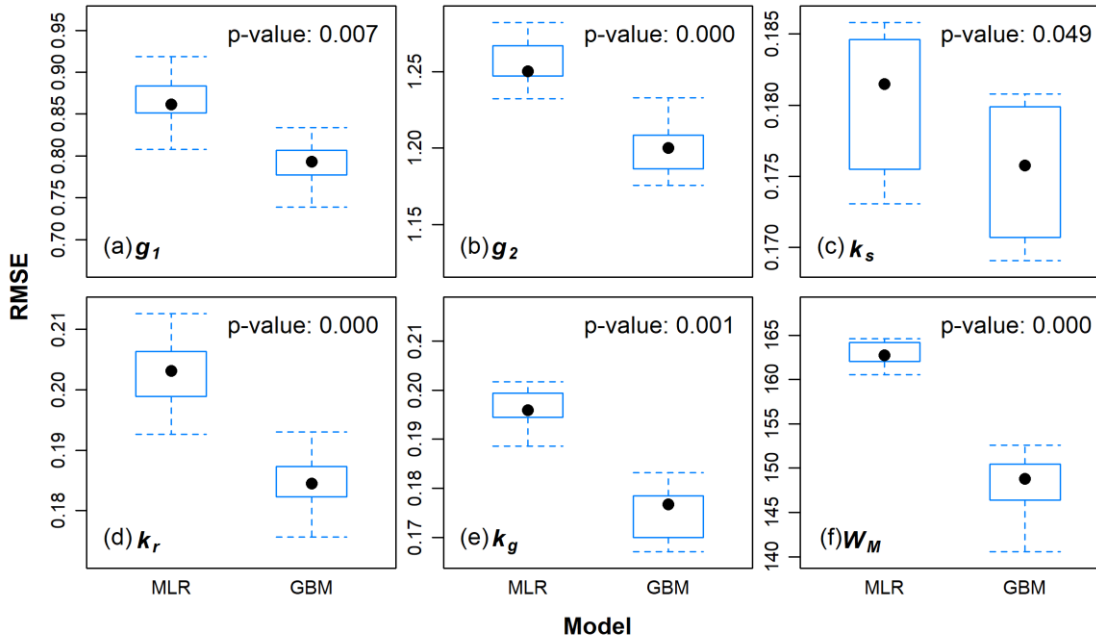 RMSE
0.70 0.75 0.80 0.85 0.90 0.95
p-value: 0.007
(a) g1
1.15 1.20 1.25
p-value: 0.000
(b) g2
0.170 0.175 0.180 0.185
p-value: 0.049
(c) ks
0.18 0.19 0.20 0.21
p-value: 0.000
(d) kr
MLR GBM
0.17 0.18 0.19 0.20 0.21
p-value: 0.001
(e) kg
MLR GBM
140 145 150 160 165
p-value: 0.000
(f) WM
MLR GBM
Model